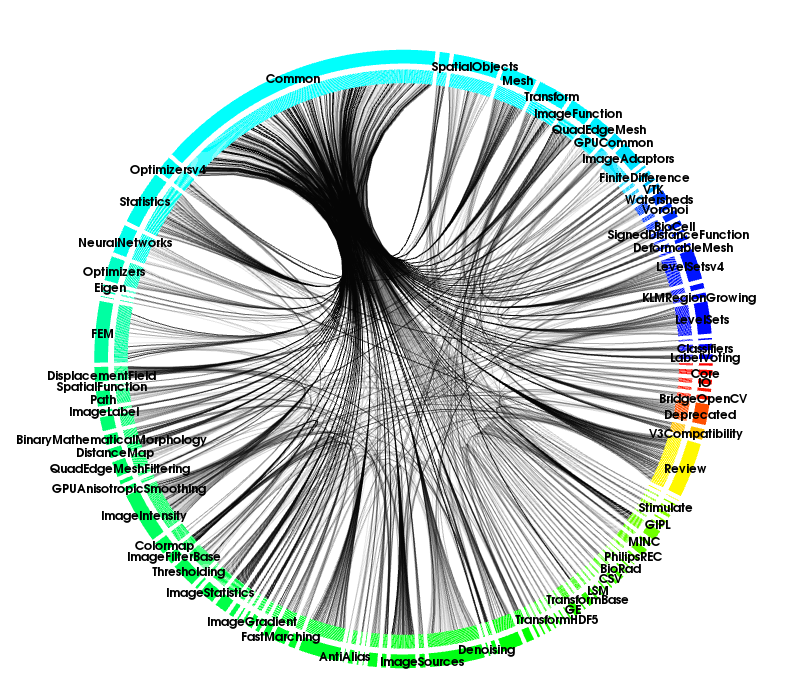 SpatialObjects
Common
Mesh
Transform
ImageFunction
QuadEdgeMesh
GPUCommon
ImageAdaptors
Optimizersv4
FiniteDifference
VTK
Watersheds
Statistics
Voronoi
BioCell
SignedDistanceFunction
NeuralNetworks
DeformableMesh
LevelSetsv4
Optimizers
Eigen
KLMRegionGrowing
LevelSets
FEM
Classifiers
LabelVoting
Core
DisplacementField
IO
SpatialFunction
Path
BridgeOpenCV
ImageLabel
Deprecated
V3Compatibility
BinaryMathematicalMorphology
DistanceMap
QuadEdgeMeshFiltering
Review
GPUAnisotropicSmoothing
Stimulate
ImageIntensity
GIPL
MINC
Colormap
ImageFilterBase
PhilipsREC
BioRad
Thresholding
CSV
LSM
ImageStatistics
TransformBase
GE
TransformHDF5
ImageGradient
FastMarching
Denoising
AntiAlias
ImageSources